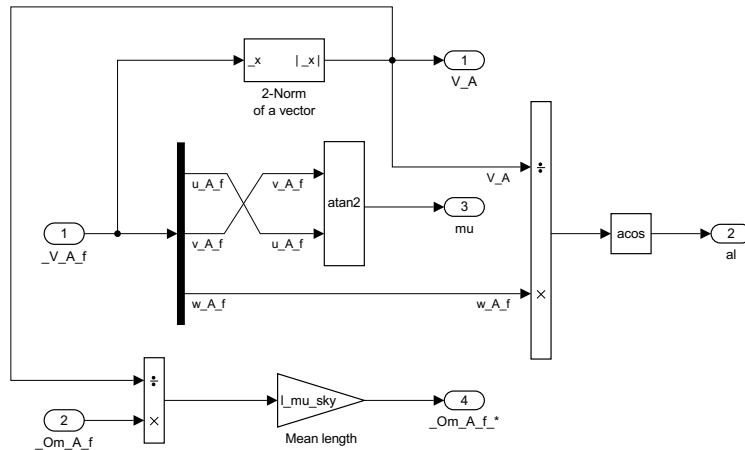 _x
|_x|
2-Norm
of a vector
1
V_A
u_A_f
v_A_f
atan2
V_A
÷
3
mu
1
_V_A_f
v_A_f
u_A_f
acos
2
al
w_A_f
w_A_f
×
÷
×
2
_Om_A_f
l_mu_sky
Mean length
4
_Om_A_f_*